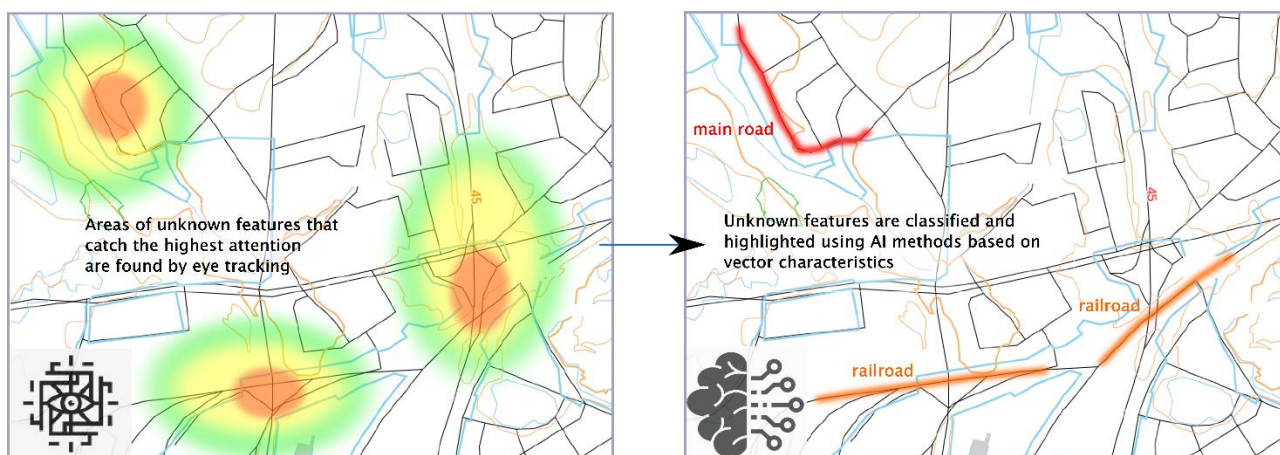 Areas of unknown features that
catch the highest attention
are found by eye tracking
45
main road
45
Unknown features are classified and
highlighted using AI methods based on
vector characteristics
railroad
railroad